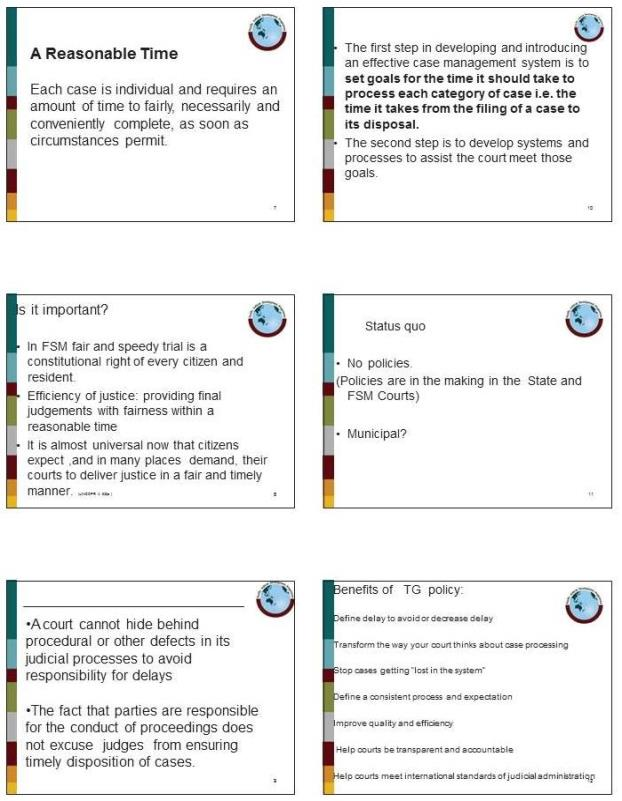 A Reasonable Time
Each case is individual and requires an
amount of time to fairly, necessarily and
conveniently complete, as soon as
circumstances permit.
7
Is it important?
• In FSM fair and speedy trial is a
constitutional right of every citizen and
resident.
• Efficiency of justice: providing final
judgements with fairness within a
reasonable time
• It is almost universal now that citizens
expect ,and in many places demand, their
courts to deliver justice in a fair and timely
manner.
8
•A court cannot hide behind
procedural or other defects in its
judicial processes to avoid
responsibility for delays
•The fact that parties are responsible
for the conduct of proceedings does
not excuse judges from ensuring
timely disposition of cases.
9
• The first step in developing and introducing
an effective case management system is to
set goals for the time it should take to
process each category of case i.e. the
time it takes from the filing of a case to
its disposal.
• The second step is to develop systems and
processes to assist the court meet those
goals.
10
Status quo
• No policies.
(Policies are in the making in the State and
FSM Courts)
• Municipal?
11
Benefits of TG policy:
Define delay to avoid or decrease delay
Transform the way your court thinks about case processing
Stop cases getting "lost in the system"
Define a consistent process and expectation
Improve quality and efficiency
Help courts be transparent and accountable
Help courts meet international standards of judicial administration.